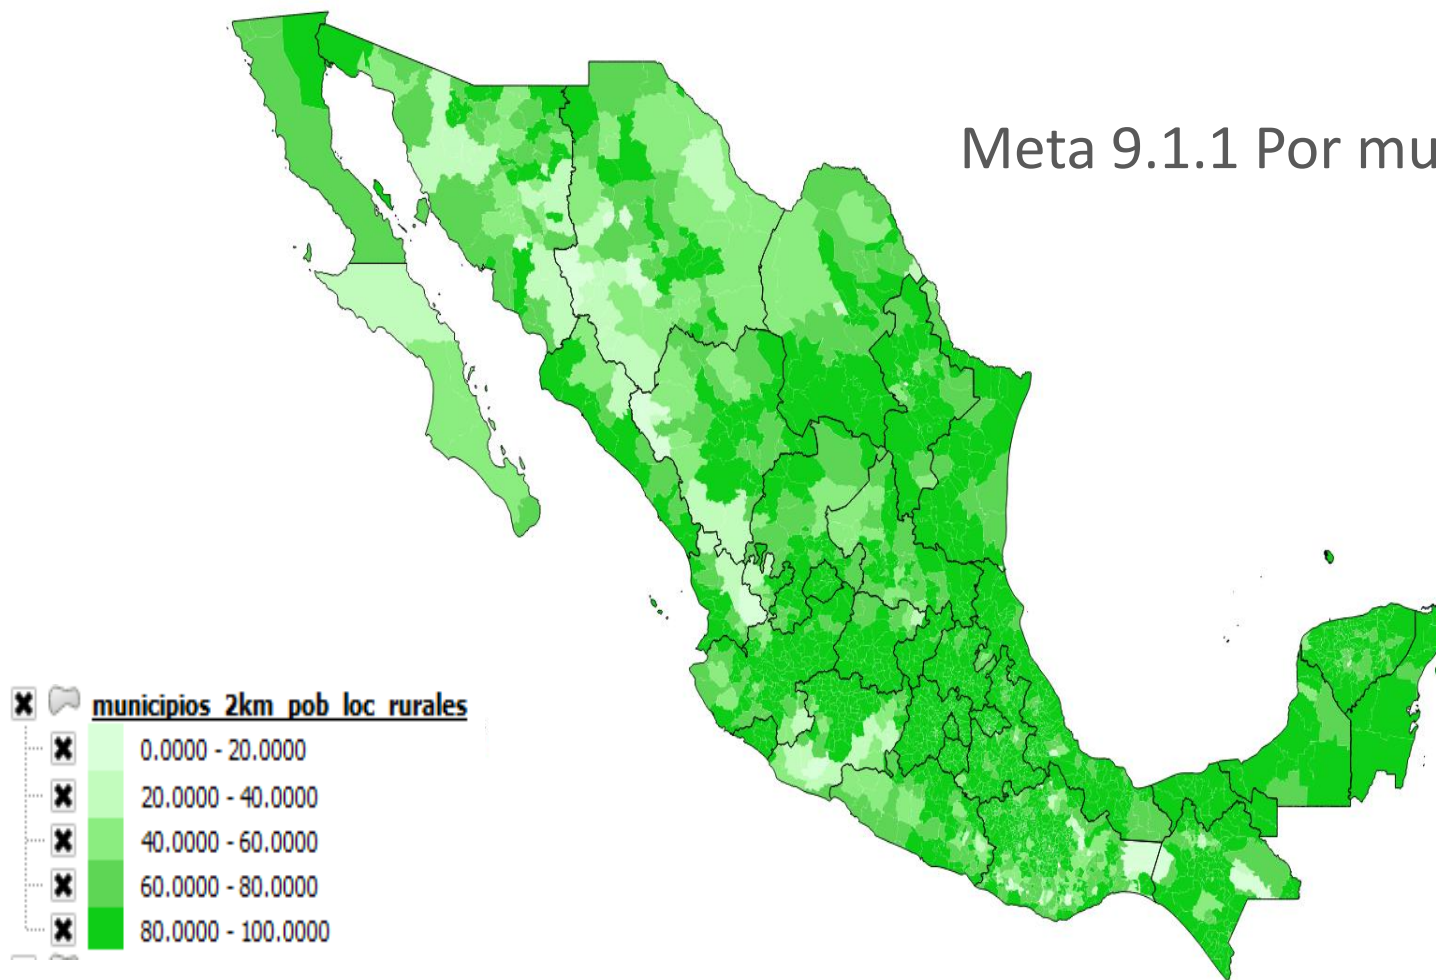 Meta 9.1.1 Por mu
municipios_2km_pob_loc_rurales
0.0000 - 20.0000
20.0000 - 40.0000
40.0000 - 60.0000
60.0000 - 80.0000
80.0000 - 100.0000